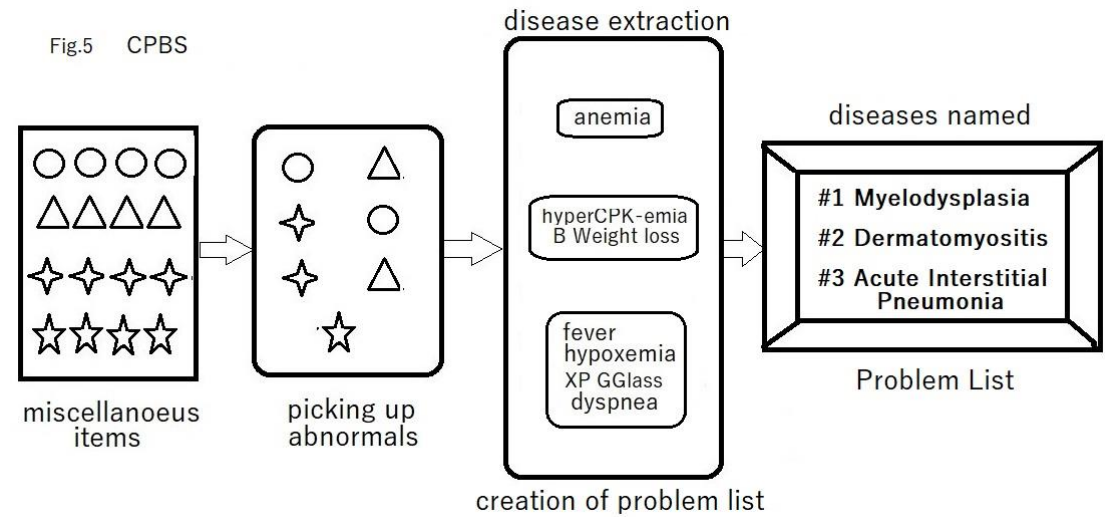 Fig.5 CPBS
miscellanoeus
items
picking up
abnormals
disease extraction
anemia
hyperCPK-emia
B Weight loss
fever
hypoxemia
XP GGlass
dyspnea
creation of problem list
diseases named
#1 Myelodysplasia
#2 Dermatomyositis
#3 Acute Interstitial
Pneumonia
Problem List